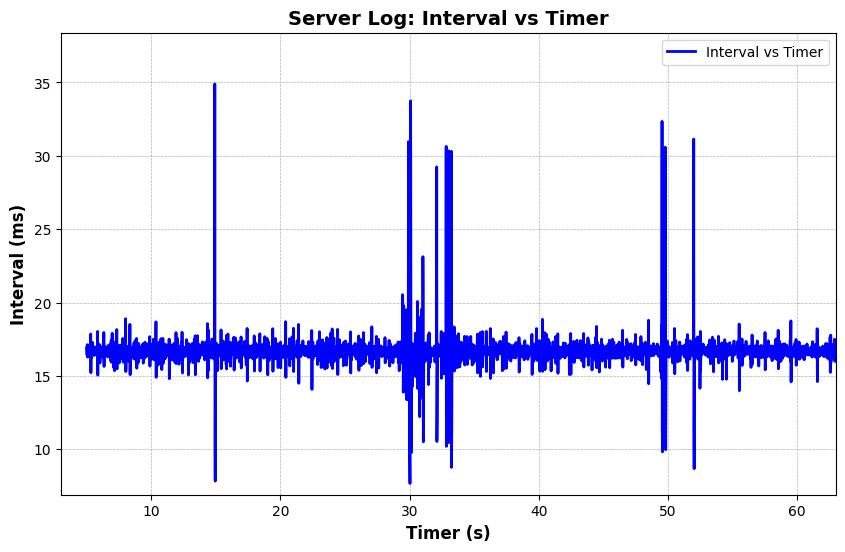 Server Log: Interval vs Timer
Interval vs Timer
Interval (ms)
35
30
25
20
15
10
10 20 30 40 50 60
Timer (s)